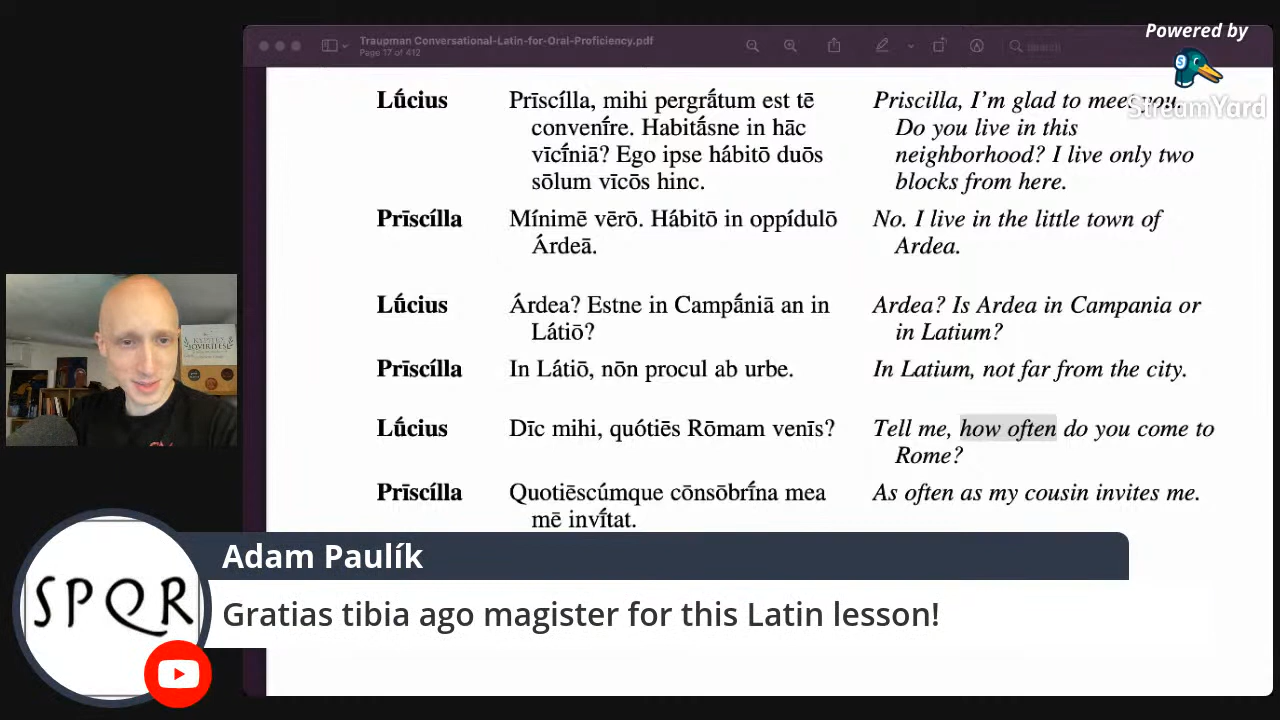 Powered by
StreamYard
Traupman Conversational-Latin-for-Oral-Proficiency.pdf
Page 17 of 412
Search
Lū́cius Prīscílla, mihi pergrā́tum est tē Priscilla, I'm glad to meet you.
convenī́re. Habitā́sne in hāc Do you live in this
vīcī́niā? Ego ipse hábitō duōs neighborhood? I live only two
sōlum vīcōs hinc. blocks from here.
Prīscílla Mínimē vērō. Hábitō in oppídulō No. I live in the little town of
Árdeā. Ardea.
Lū́cius Árdea? Estne in Campā́niā an in Ardea? Is Ardea in Campania or
Látiō? in Latium?
Prīscílla In Látiō, nōn procul ab urbe. In Latium, not far from the city.
Lū́cius Dīc mihi, quótiēs Rōmam venīs? Tell me, how often do you come to
Rome?
Prīscílla Quotiēscúmque cōnsōbrī́na mea As often as my cousin invites me.
mē invī́tat.
Adam Paulík
SPQR
Gratias tibia ago magister for this Latin lesson!